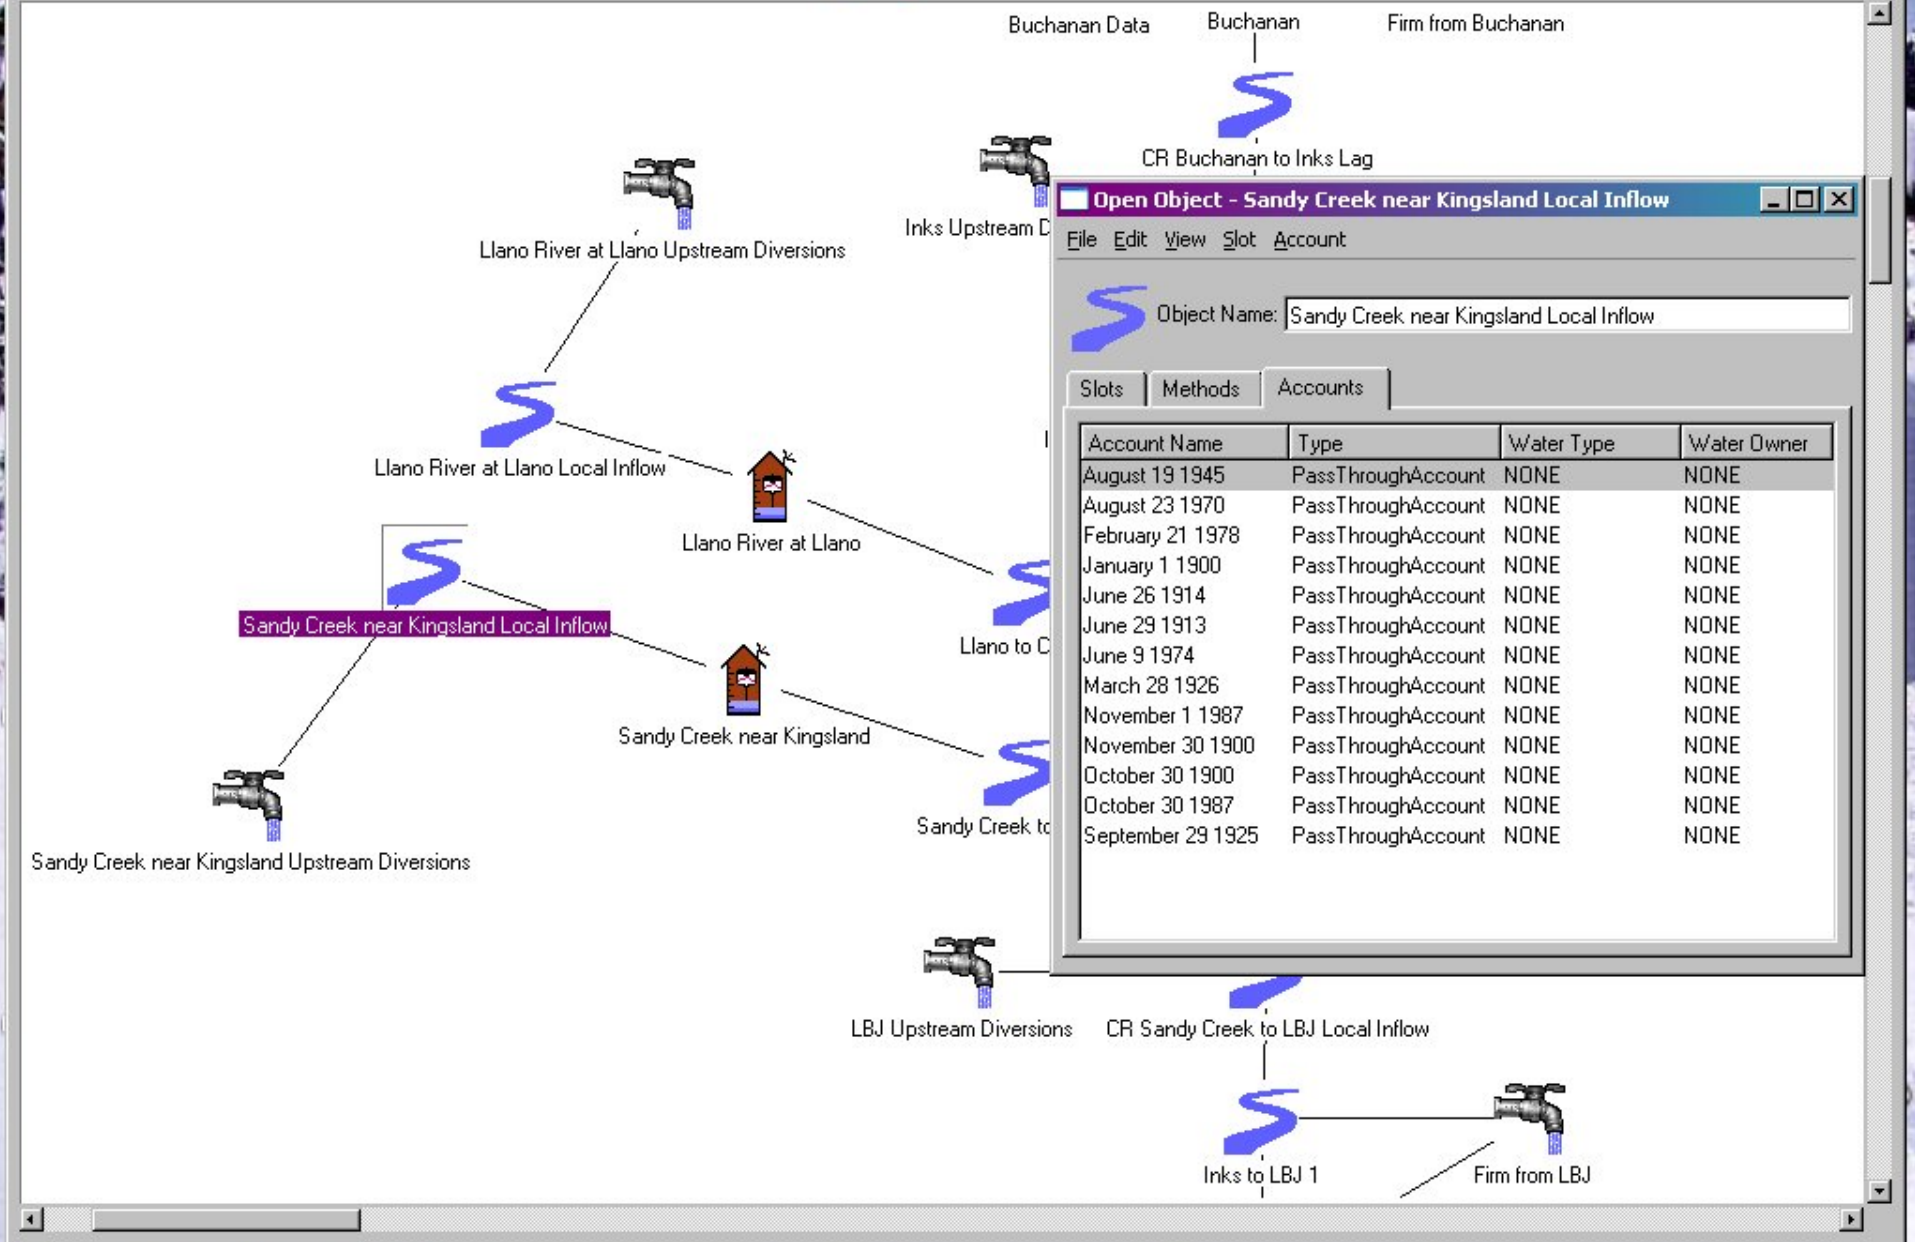 Buchanan Data
Buchanan
Firm from Buchanan
CR Buchanan to Inks Lag
Llano River at Llano Upstream Diversions
Inks Upstream D
Llano River at Llano Local Inflow
Llano River at Llano
Sandy Creek near Kingsland Local Inflow
Llano to C
Sandy Creek near Kingsland
Sandy Creek to
Sandy Creek near Kingsland Upstream Diversions
LBJ Upstream Diversions
CR Sandy Creek to LBJ Local Inflow
Inks to LBJ 1
Firm from LBJ
Open Object - Sandy Creek near Kingsland Local Inflow
File Edit View Slot Account
Object Name: Sandy Creek near Kingsland Local Inflow
Slots Methods Accounts
Account Name Type Water Type Water Owner
August 19 1945 PassThroughAccount NONE NONE
August 23 1970 PassThroughAccount NONE NONE
February 21 1978 PassThroughAccount NONE NONE
January 1 1900 PassThroughAccount NONE NONE
June 26 1914 PassThroughAccount NONE NONE
June 29 1913 PassThroughAccount NONE NONE
June 9 1974 PassThroughAccount NONE NONE
March 28 1926 PassThroughAccount NONE NONE
November 1 1987 PassThroughAccount NONE NONE
November 30 1900 PassThroughAccount NONE NONE
October 30 1900 PassThroughAccount NONE NONE
October 30 1987 PassThroughAccount NONE NONE
September 29 1925 PassThroughAccount NONE NONE